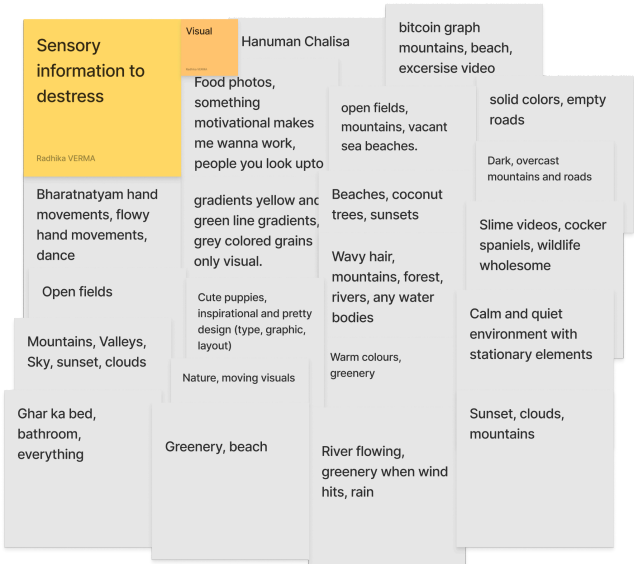 Sensory
information to
destress
Radhika VERMA
Visual
Hanuman Chalisa
bitcoin graph
mountains, beach,
excersise video
Food photos,
something
motivational makes
me wanna work,
people you look upto
open fields,
mountains, vacant
sea beaches.
solid colors, empty
roads
Dark, overcast
mountains and roads
Bharatnatyam hand
movements, flowy
hand movements,
dance
gradients yellow and
green line gradients,
grey colored grains
only visual.
Beaches, coconut
trees, sunsets
Slime videos, cocker
spaniels, wildlife
wholesome
Wavy hair,
mountains, forest,
rivers, any water
bodies
Open fields
Cute puppies,
inspirational and pretty
design (type, graphic,
layout)
Calm and quiet
environment with
stationary elements
Mountains, Valleys,
Sky, sunset, clouds
Warm colours,
greenery
Nature, moving visuals
Ghar ka bed,
bathroom,
everything
Greenery, beach
River flowing,
greenery when wind
hits, rain
Sunset, clouds,
mountains